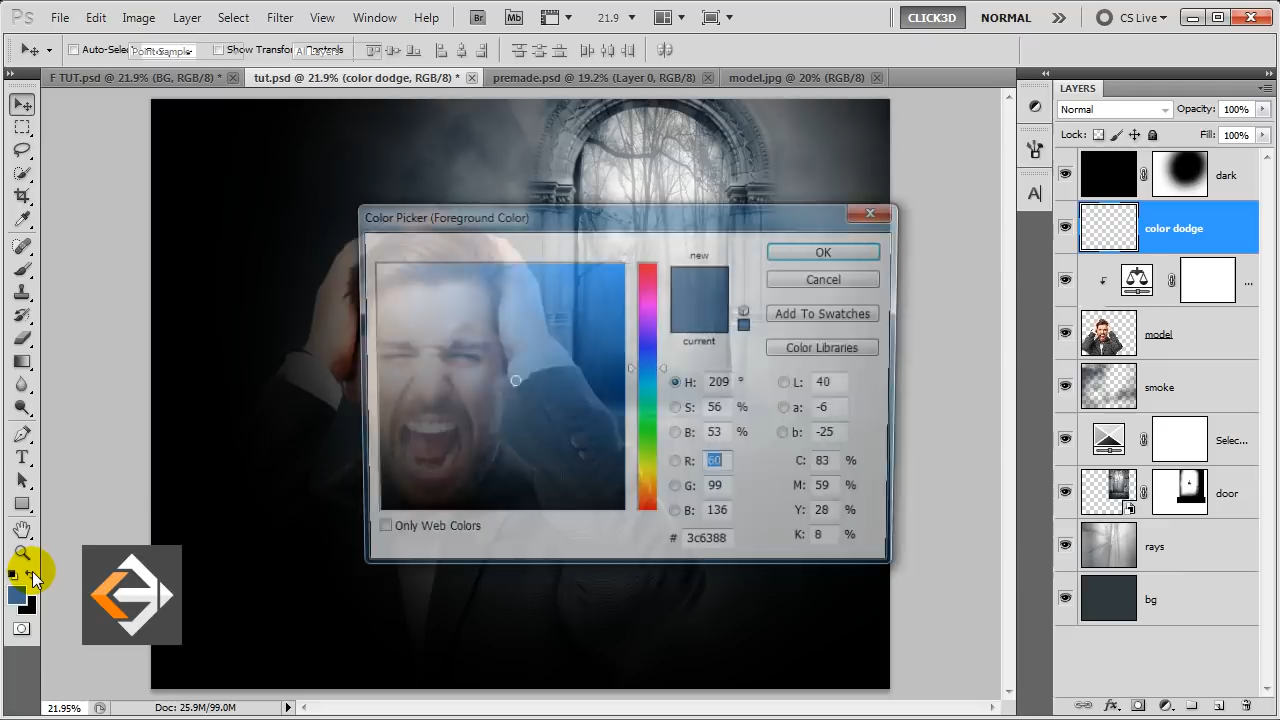 Ps File Edit Image Layer Select Filter View Window Help Br Mb 21.9 CLICK3D NORMAL CS Live
Auto-Selec Point Sample Show Transfor
F TUT.psd @ 21.9% (BG, RGB/8) * tut.psd @ 21.9% (color dodge, RGB/8) * premade.psd @ 19.2% (Layer 0, RGB/8) model.jpg @ 20% (RGB/8)
LAYERS
Normal Opacity: 100%
Lock: Fill: 100%
dark
color dodge
...
model
smoke
Selec...
door
rays
bg
Color Picker (Foreground Color)
new
current
OK
Cancel
Add To Swatches
Color Libraries
H: 209 ° L: 40
S: 56 % a: -6
B: 53 % b: -25
R: 60 C: 83 %
G: 99 M: 59 %
B: 136 Y: 28 %
# 3c6388 K: 8 %
Only Web Colors
21.95% Doc: 25.9M/99.0M